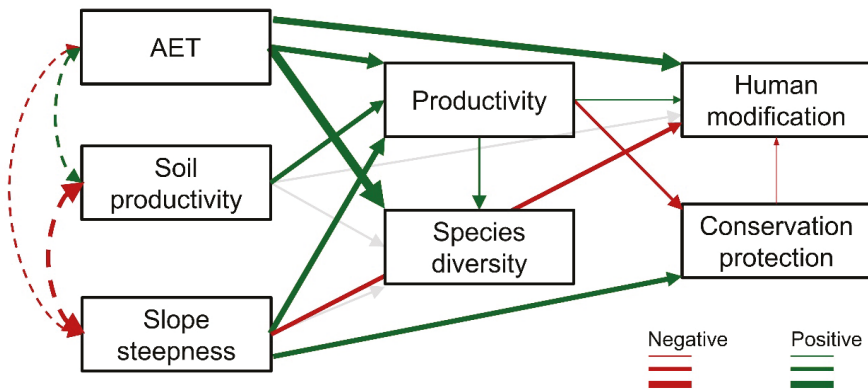 AET
Productivity
Human
modification
Soil
productivity
Species
diversity
Conservation
protection
Slope
steepness
Negative
Positive